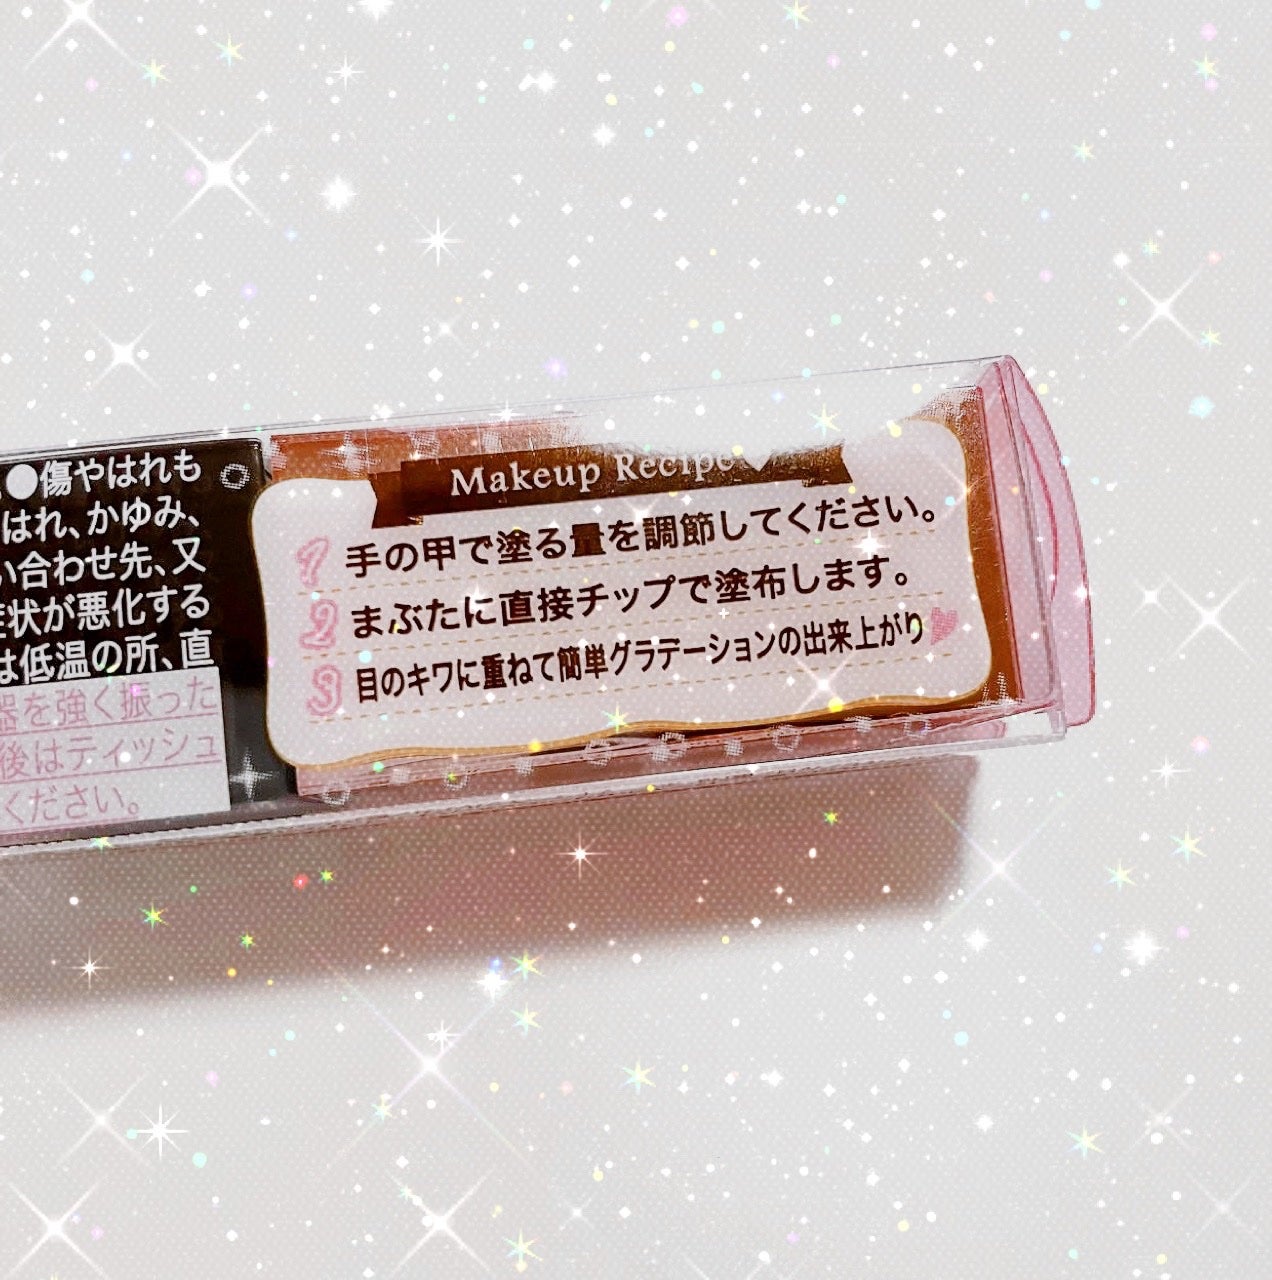 ●傷やはれも
はれ、かゆみ、
い合わせ先、又
症状が悪化する
は低温の所、直
器を強く振った
後はティッシュ
ください。
Makeup Recipe
1 手の甲で塗る量を調節してください。
2 まぶたに直接チップで塗布します。
3 目のキワに重ねて簡単グラデーションの出来上がり♥